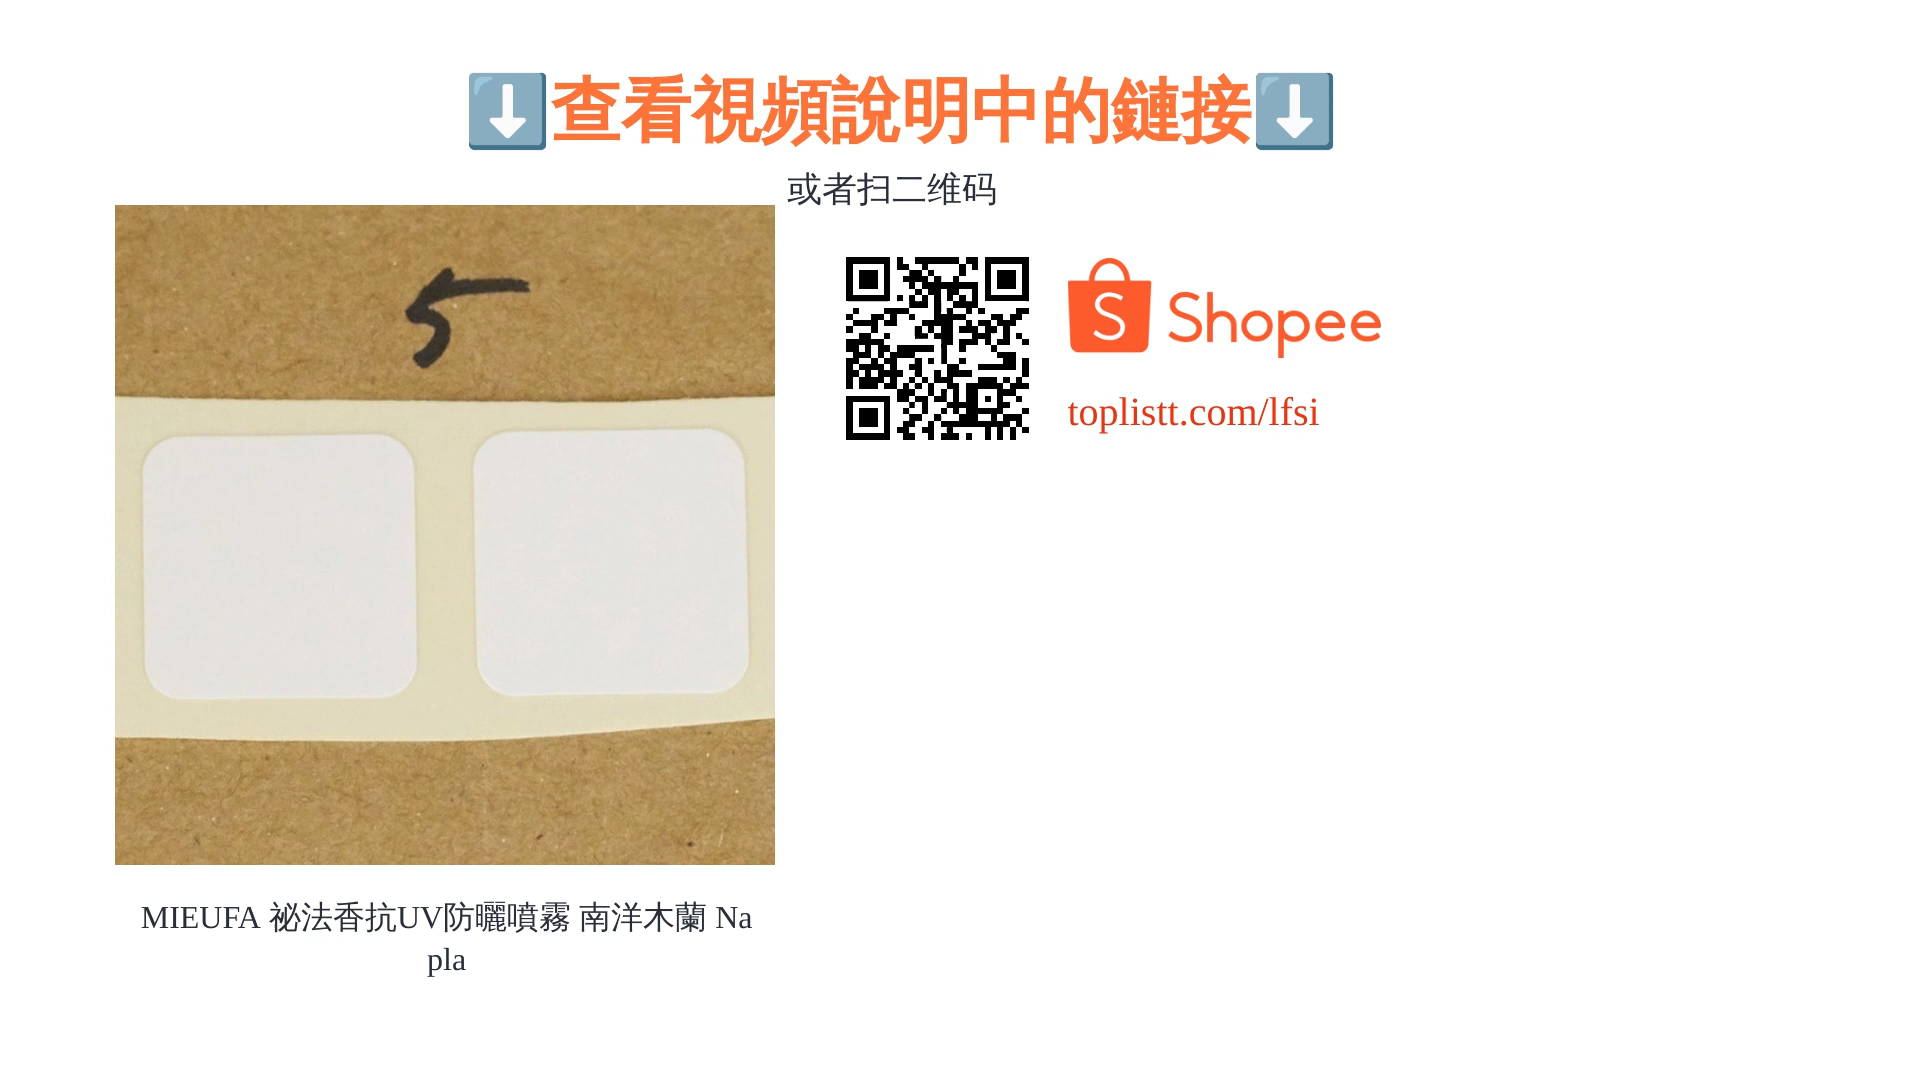 ⬇️查看視頻說明中的鏈接⬇️
或者扫二维码
5
S Shopee
toplistt.com/lfsi
MIEUFA 祕法香抗UV防曬噴霧 南洋木蘭 Na
pla